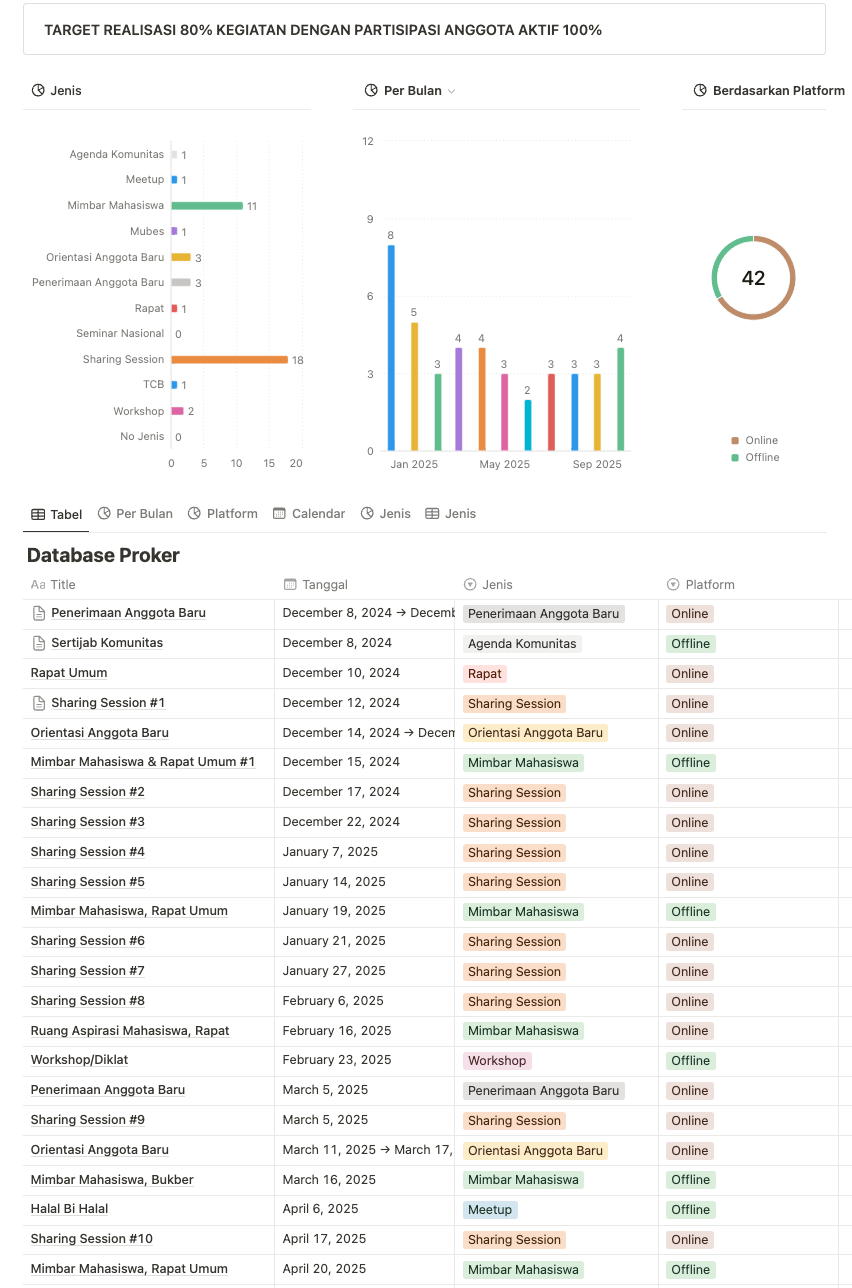 TARGET REALISASI 80% KEGIATAN DENGAN PARTISIPASI ANGGOTA AKTIF 100%
Jenis
Agenda Komunitas 1
Meetup 1
Mimbar Mahasiswa 11
Mubes 1
Orientasi Anggota Baru 3
Penerimaan Anggota Baru 3
Rapat 1
Seminar Nasional 0
Sharing Session 18
TCB 1
Workshop 2
No Jenis 0
0 5 10 15 20
Per Bulan
12
9
6
3
0
8 5 3 4 4 3 2 3 3 3 4
Jan 2025 May 2025 Sep 2025
Berdasarkan Platform
42
Online
Offline
Tabel Per Bulan Platform Calendar Jenis Jenis
Database Proker
Aa Title Tanggal Jenis Platform
Penerimaan Anggota Baru December 8, 2024 → Decemb Penerimaan Anggota Baru Online
Sertijab Komunitas December 8, 2024 Agenda Komunitas Offline
Rapat Umum December 10, 2024 Rapat Online
Sharing Session #1 December 12, 2024 Sharing Session Online
Orientasi Anggota Baru December 14, 2024 → Decem Orientasi Anggota Baru Online
Mimbar Mahasiswa & Rapat Umum #1 December 15, 2024 Mimbar Mahasiswa Offline
Sharing Session #2 December 17, 2024 Sharing Session Online
Sharing Session #3 December 22, 2024 Sharing Session Online
Sharing Session #4 January 7, 2025 Sharing Session Online
Sharing Session #5 January 14, 2025 Sharing Session Online
Mimbar Mahasiswa, Rapat Umum January 19, 2025 Mimbar Mahasiswa Offline
Sharing Session #6 January 21, 2025 Sharing Session Online
Sharing Session #7 January 27, 2025 Sharing Session Online
Sharing Session #8 February 6, 2025 Sharing Session Online
Ruang Aspirasi Mahasiswa, Rapat February 16, 2025 Mimbar Mahasiswa Online
Workshop/Diklat February 23, 2025 Workshop Offline
Penerimaan Anggota Baru March 5, 2025 Penerimaan Anggota Baru Online
Sharing Session #9 March 5, 2025 Sharing Session Online
Orientasi Anggota Baru March 11, 2025 → March 17, Orientasi Anggota Baru Online
Mimbar Mahasiswa, Bukber March 16, 2025 Mimbar Mahasiswa Offline
Halal Bi Halal April 6, 2025 Meetup Offline
Sharing Session #10 April 17, 2025 Sharing Session Online
Mimbar Mahasiswa, Rapat Umum April 20, 2025 Mimbar Mahasiswa Offline